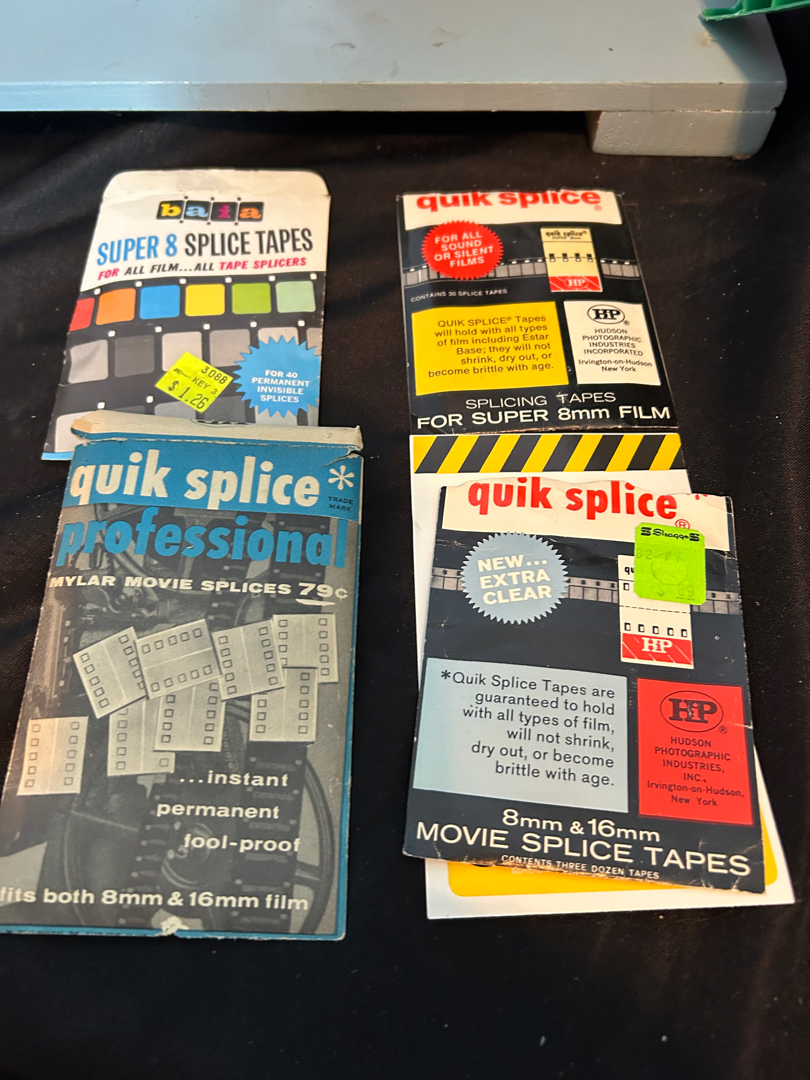 baia
SUPER 8 SPLICE TAPES
FOR ALL FILM...ALL TAPE SPLICERS
3088
KEY 3
$ 1.26
FOR 40
PERMANENT
INVISIBLE
SPLICES
quik splice®
FOR ALL
SOUND
OR SILENT
FILMS
quik splice®
HP
CONTAINS 30 SPLICE TAPES
QUIK SPLICE® Tapes
will hold with all types
of film including Estar
Base; they will not
shrink, dry out, or
become brittle with age.
HP®
HUDSON
PHOTOGRAPHIC
INDUSTRIES
INCORPORATED
Irvington-on-Hudson
New York
SPLICING TAPES
FOR SUPER 8mm FILM
quik splice*
TRADE
MARK
professional
MYLAR MOVIE SPLICES 79¢
...instant
permanent
fool-proof
fits both 8mm & 16mm film
quik splice®
Skaggs
NEW...
EXTRA
CLEAR
HP
*Quik Splice Tapes are
guaranteed to hold
with all types of film,
will not shrink,
dry out, or become
brittle with age.
HiP®
HUDSON
PHOTOGRAPHIC
INDUSTRIES,
INC.,
Irvington-on-Hudson,
New York
8mm & 16mm
MOVIE SPLICE TAPES
CONTENTS THREE DOZEN TAPES